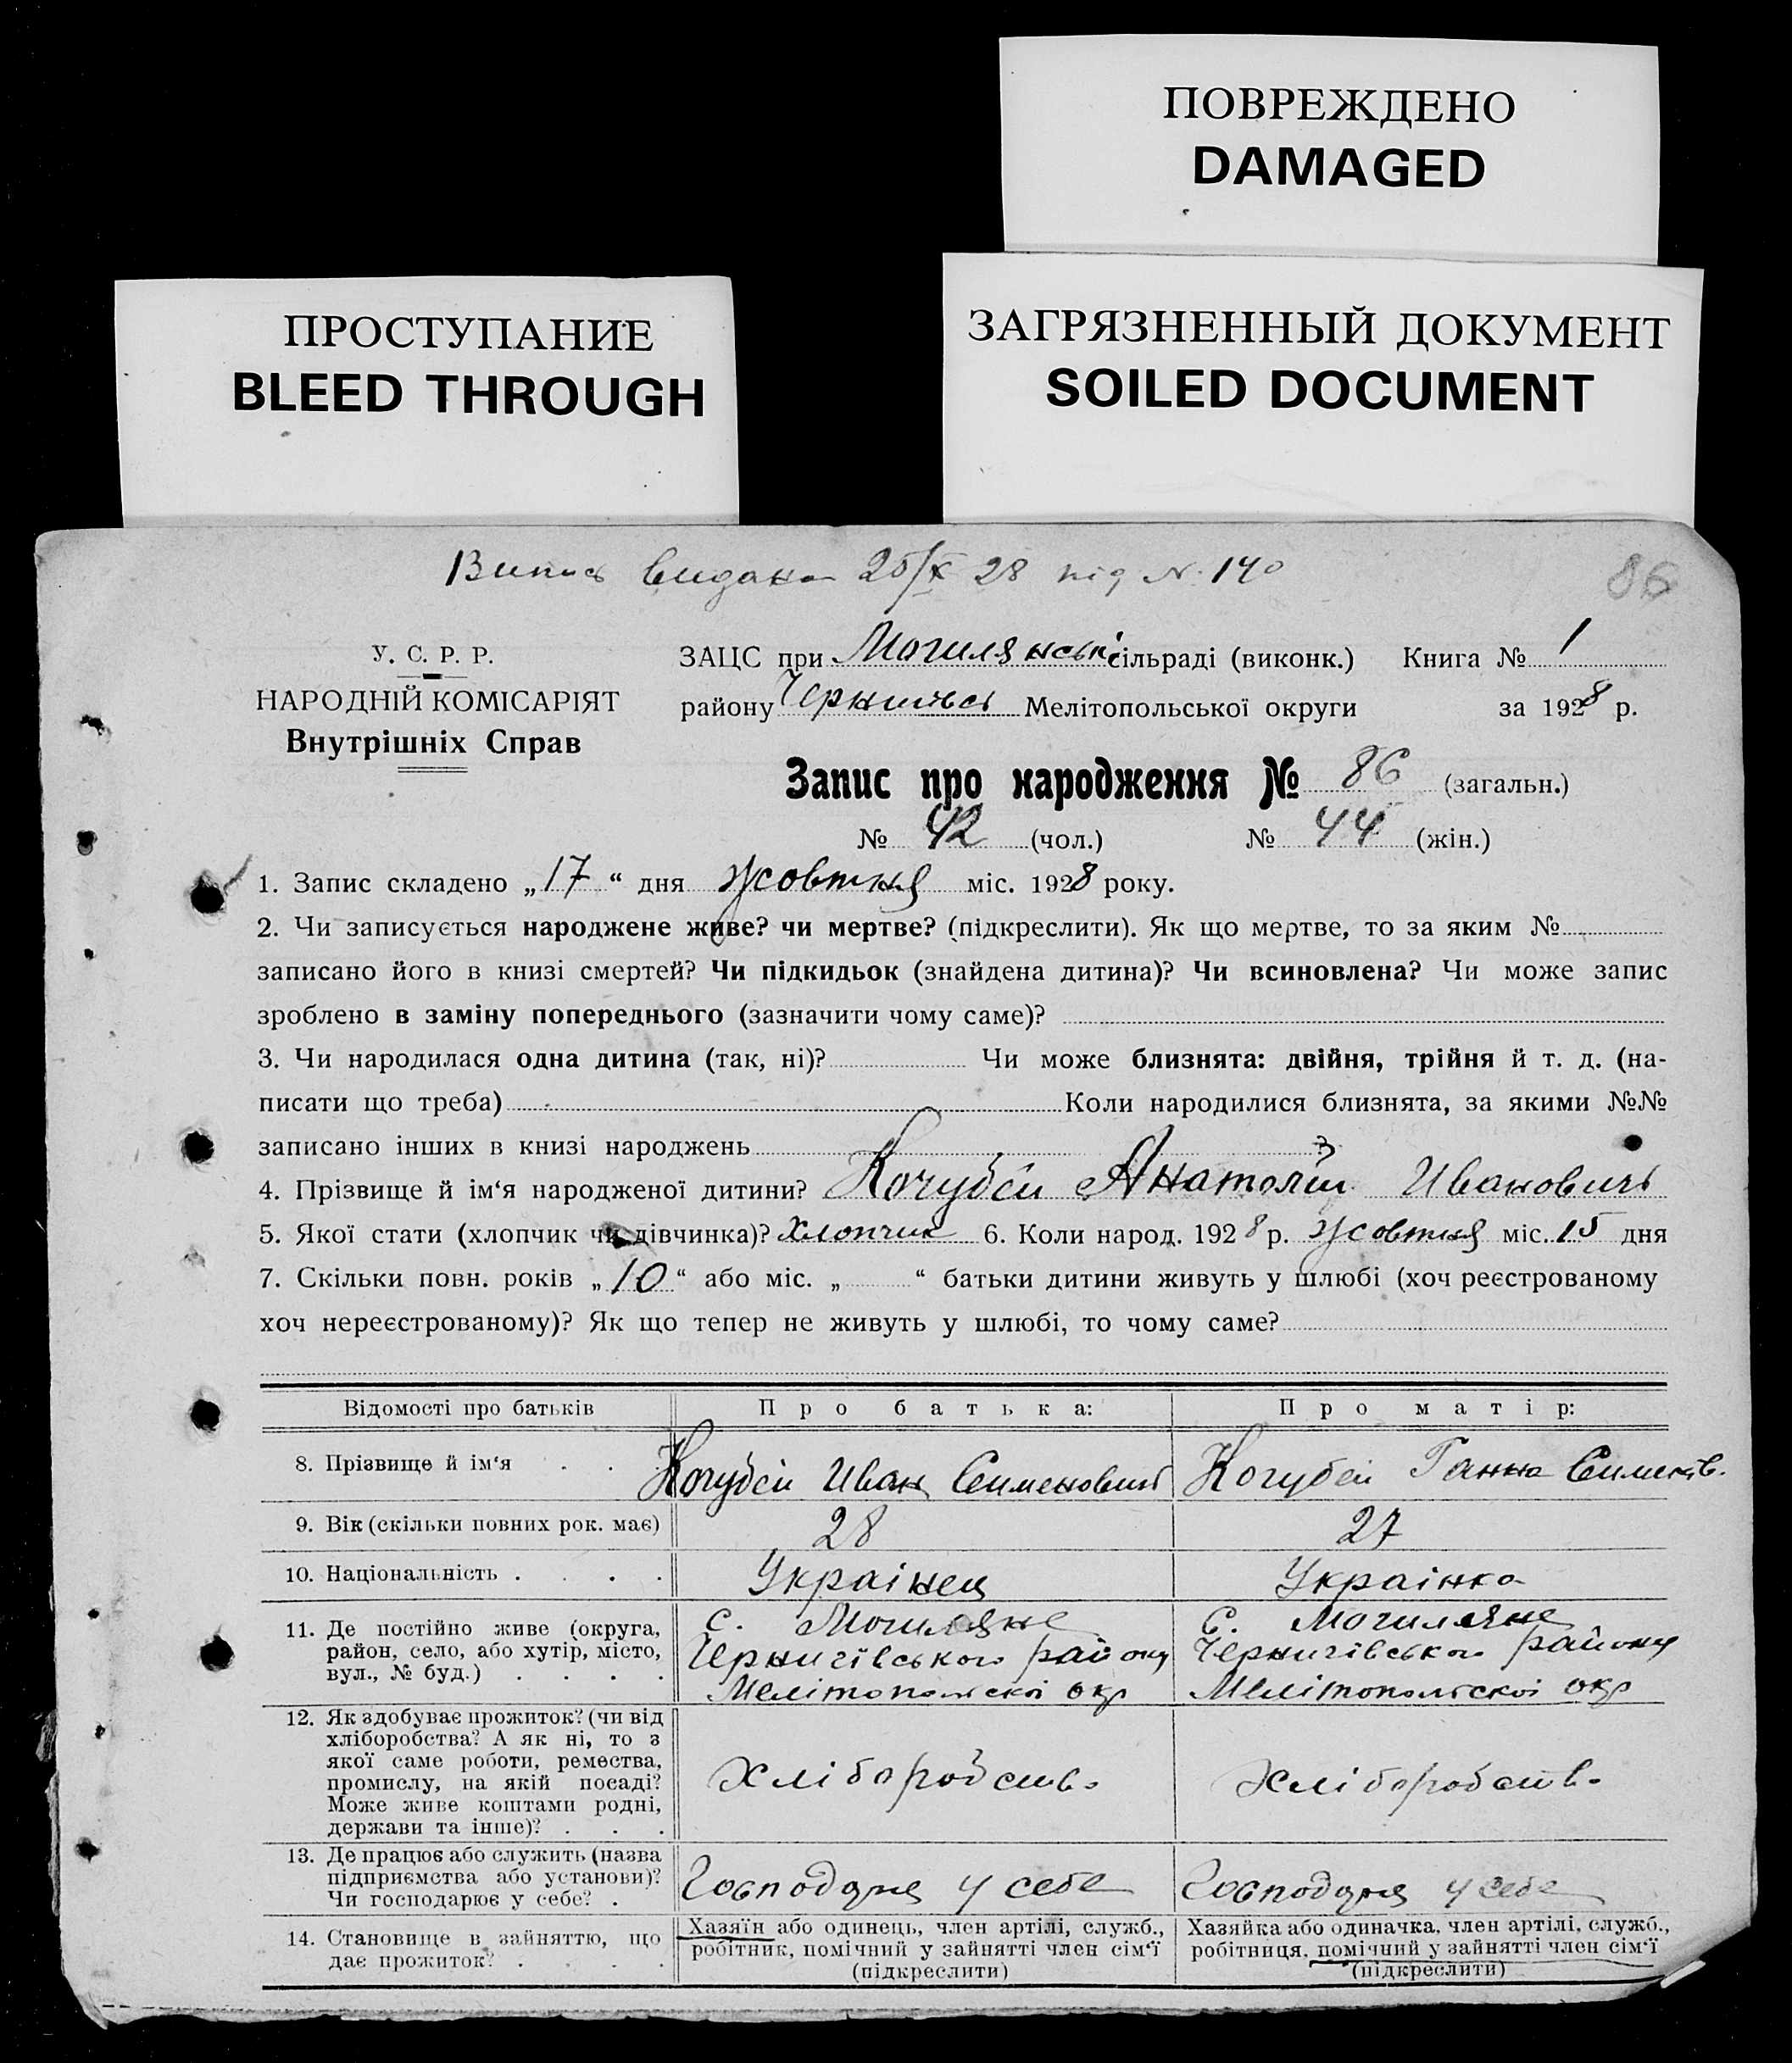 ПОВРЕЖДЕНО
DAMAGED
ПРОСТУПАНИЕ
BLEED THROUGH
ЗАГРЯЗНЕННЫЙ ДОКУМЕНТ
SOILED DOCUMENT
Випись видана 25/X 28 під №. 140
86
У. С. Р. Р.
НАРОДНІЙ КОМІСАРІЯТ
Внутрішніх Справ
ЗАЦС при Могилянські сільраді (виконк.) Книга № 1
району Чернигівсь Мелітопольської округи за 1928 р.
Запис про народження № 86 (загальн.)
№ 42 (чол.) № 44 (жін.)
1. Запис складено „17“ дня жовтня міс. 1928 року.
2. Чи записується народжене живе? чи мертве? (підкреслити). Як що мертве, то за яким №
записано його в книзі смертей? Чи підкидьок (знайдена дитина)? Чи всиновлена? Чи може запис
зроблено в заміну попереднього (зазначити чому саме)?
3. Чи народилася одна дитина (так, ні)? Чи може близнята: двійня, трійня й т. д. (на-
писати що треба) Коли народилися близнята, за якими №№
записано інших в книзі народжень
4. Прізвище й ім‘я народженої дитини? Кочубей Анатолій Иванович
5. Якої стати (хлопчик чи дівчинка)? Хлопчик 6. Коли народ. 1928 р. жовтня міс. 15 дня
7. Скільки повн. років „10“ або міс. „ “ батьки дитини живуть у шлюбі (хоч реєстрованому
хоч нереєстрованому)? Як що тепер не живуть у шлюбі, то чому саме?
Відомості про батьків Про батька: Про матір:
8. Прізвище й ім‘я Кочубей Иван Семенович Кочубей Ганна Семенів.
9. Вік (скільки повних рок. має) 28 27
10. Національність Украінец Украінка
11. Де постійно живе (округа, с. Могиляне с. Могиляне
район, село, або хутір, місто, Чернигівського району Чернигівського району
вул., № буд.) Мелітопольскоі окр Мелітопольскоі окр
12. Як здобуває прожиток? (чи від
хліборобства? А як ні, то з
якої саме роботи, ремества,
промислу, на якій посаді? Хліборобств. Хліборобств.
Може живе коштами родні,
держави та інше)?
13. Де працює або служить (назва
підприємства або установи)? Господаря у себе Господаря у себе
Чи господарює у себе?
14. Становище в зайняттю, що Хазяїн або одинець, член артілі, служб., Хазяйка або одиначка, член артілі, служб.,
дає прожиток? робітник, помічний у зайнятті член сім‘ї робітниця, помічний у зайнятті член сім‘ї
(підкреслити) (підкреслити)